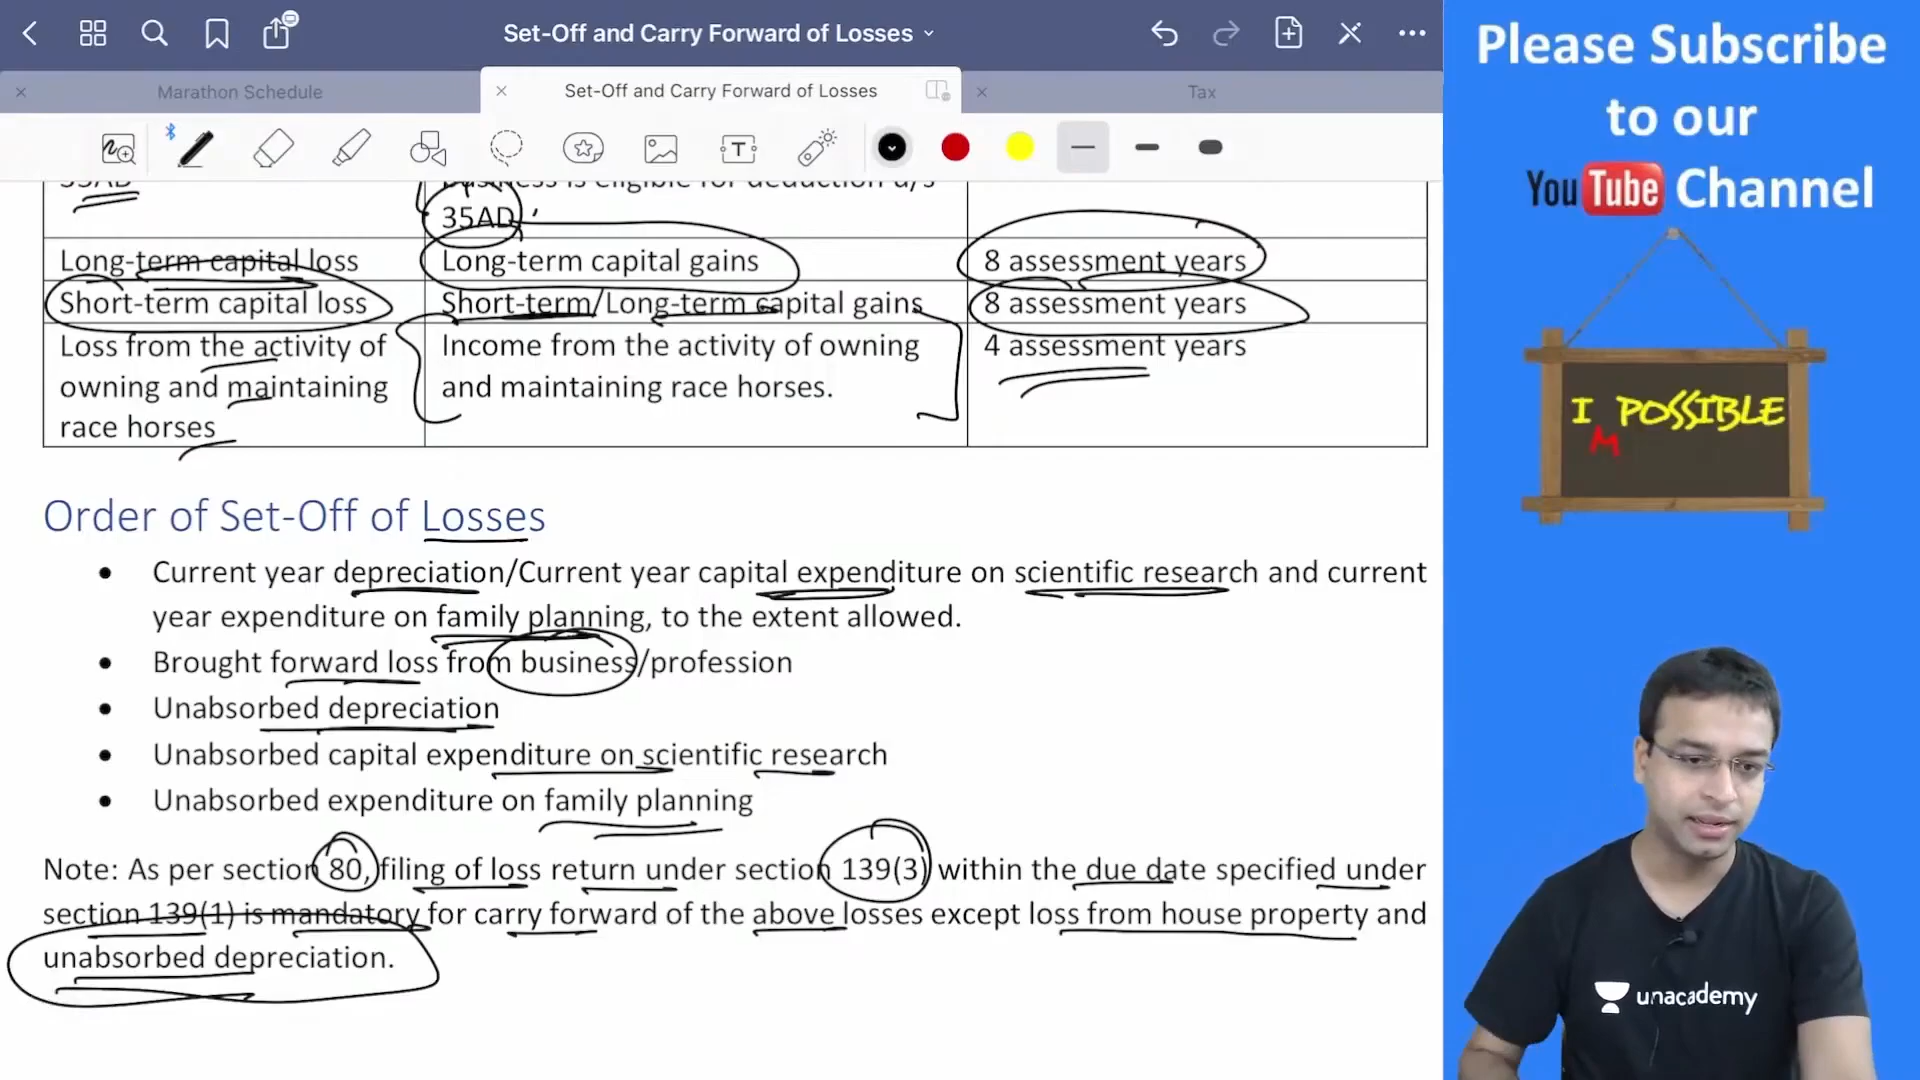 Set-Off and Carry Forward of Losses
Marathon Schedule
Set-Off and Carry Forward of Losses
Tax
T
35AD
business is eligible for deduction u/s
35AD
Long-term capital loss
Long-term capital gains
8 assessment years
Short-term capital loss
Short-term/Long-term capital gains
8 assessment years
Loss from the activity of
owning and maintaining
race horses
Income from the activity of owning
and maintaining race horses.
4 assessment years
Order of Set-Off of Losses
• Current year depreciation/Current year capital expenditure on scientific research and current
year expenditure on family planning, to the extent allowed.
• Brought forward loss from business/profession
• Unabsorbed depreciation
• Unabsorbed capital expenditure on scientific research
• Unabsorbed expenditure on family planning
Note: As per section 80, filing of loss return under section 139(3) within the due date specified under
section 139(1) is mandatory for carry forward of the above losses except loss from house property and
unabsorbed depreciation.
Please Subscribe
to our
YouTube Channel
I POSSIBLE
M
unacademy